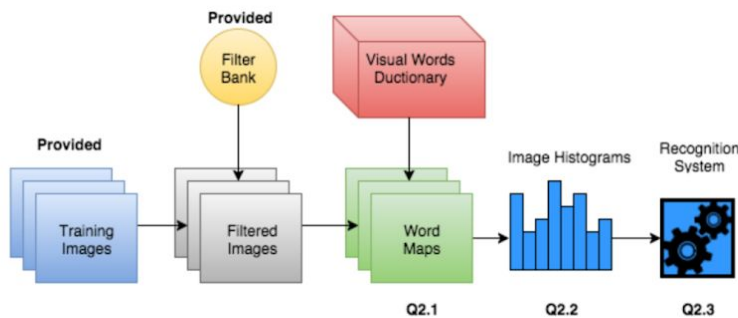 Provided
Filter
Bank
Visual Words
Ductionary
Provided
Training
Images
Filtered
Images
Word
Maps
Image Histograms
Recognition
System
Q2.1
Q2.2
Q2.3